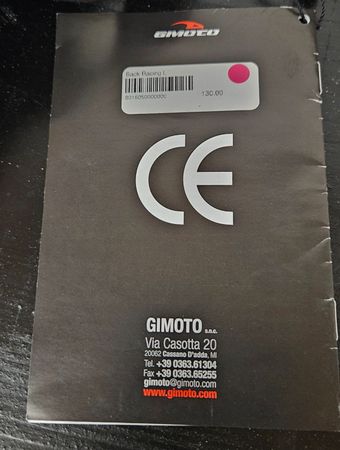 GIMOTO
Back Racing L
130.00
CE
GIMOTO s.n.c.
Via Casotta 20
20062 Cassano D'adda, MI
Tel. +39 0363.61304
Fax +39 0363.65255
gimoto@gimoto.com
www.gimoto.com